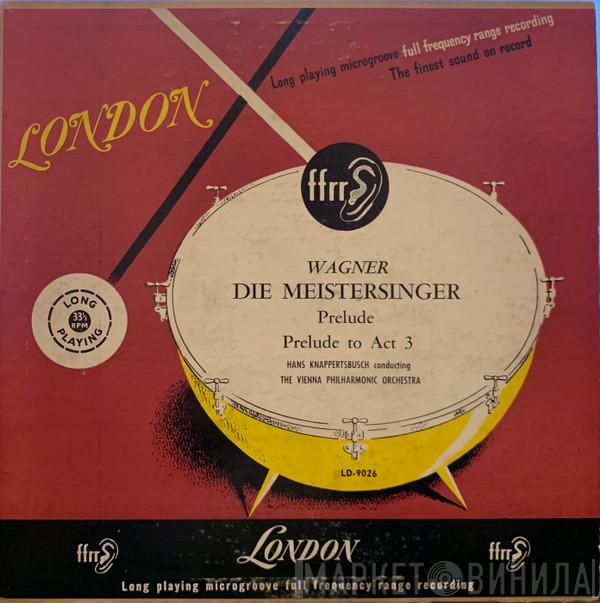 Long playing microgroove full frequency range recording
The finest sound on record
LONDON
ffrr
WAGNER
DIE MEISTERSINGER
Prelude
Prelude to Act 3
HANS KNAPPERTSBUSCH conducting
THE VIENNA PHILHARMONIC ORCHESTRA
LONG
33⅓
RPM
PLAYING
LD-9026
ffrr
LONDON
ffrr
Long playing microgroove full frequency range recording
МАРКЕТ ВИНИЛА